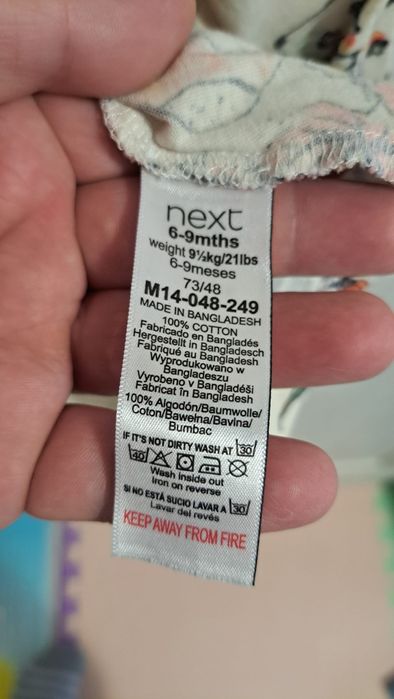 next
6-9mths
weight 9½kg/21lbs
6-9meses
73/48
M14-048-249
MADE IN BANGLADESH
100% COTTON
Fabricado en Bangladés
Hergestellt in Bangladesch
Fabriqué au Bangladesh
Wyprodukowano w
Bangladeszu
Vyrobeno v Bangladéši
Fabricat în Bangladesh
100% Algodón/Baumwolle/
Coton/Bawełna/Bavlna/
Bumbac
IF IT'S NOT DIRTY WASH AT 30
40
Wash inside out
Iron on reverse
SI NO ESTÁ SUCIO LAVAR A 30
Lavar del revés
KEEP AWAY FROM FIRE